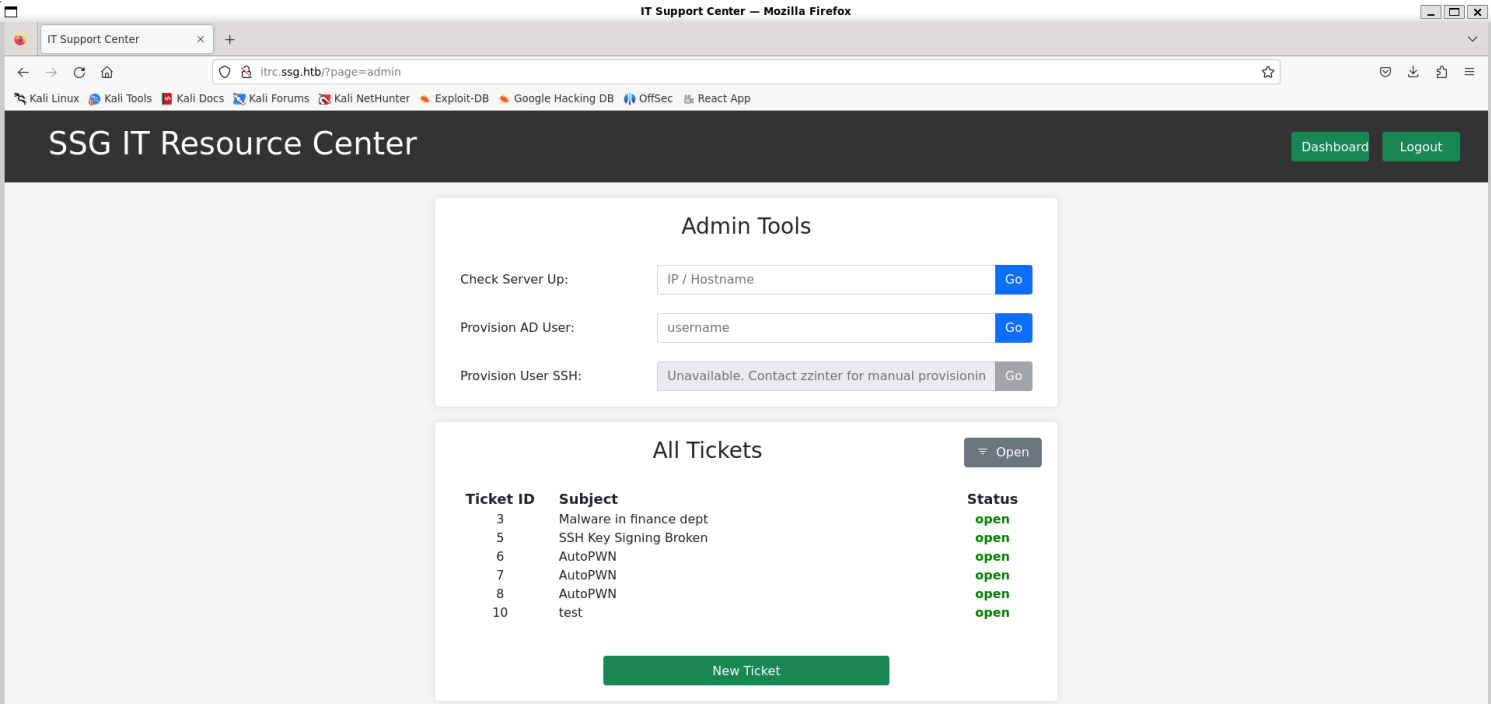 IT Support Center — Mozilla Firefox
IT Support Center
itrc.ssg.htb/?page=admin
Kali Linux Kali Tools Kali Docs Kali Forums Kali NetHunter Exploit-DB Google Hacking DB OffSec React App
SSG IT Resource Center
Dashboard Logout
Admin Tools
Check Server Up: IP / Hostname Go
Provision AD User: username Go
Provision User SSH: Unavailable. Contact zzinter for manual provisionin Go
All Tickets Open
Ticket ID Subject Status
3 Malware in finance dept open
5 SSH Key Signing Broken open
6 AutoPWN open
7 AutoPWN open
8 AutoPWN open
10 test open
New Ticket